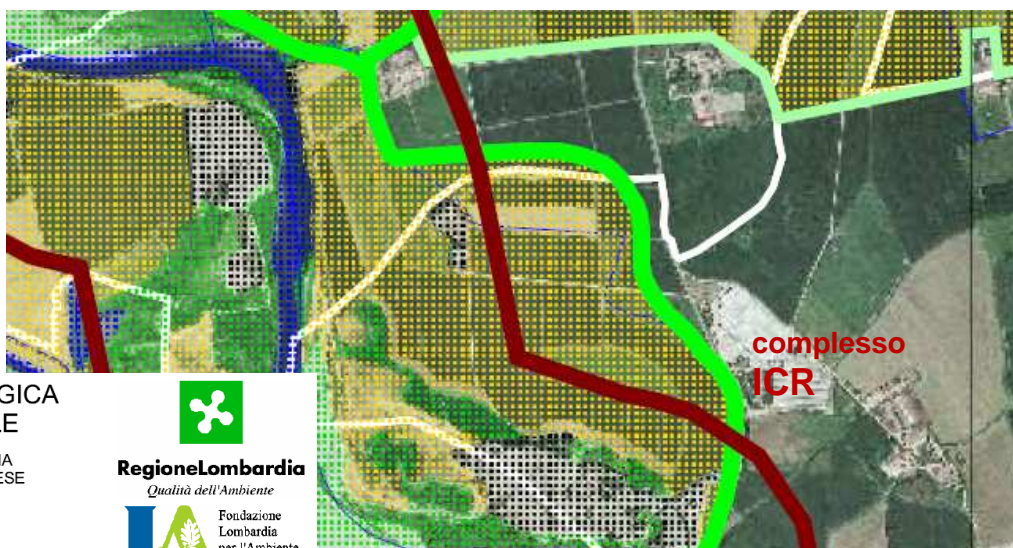 complesso
ICR
GICA
LE
IA
ESE
RegioneLombardia
Qualità dell'Ambiente
Fondazione
Lombardia
per l'Ambiente